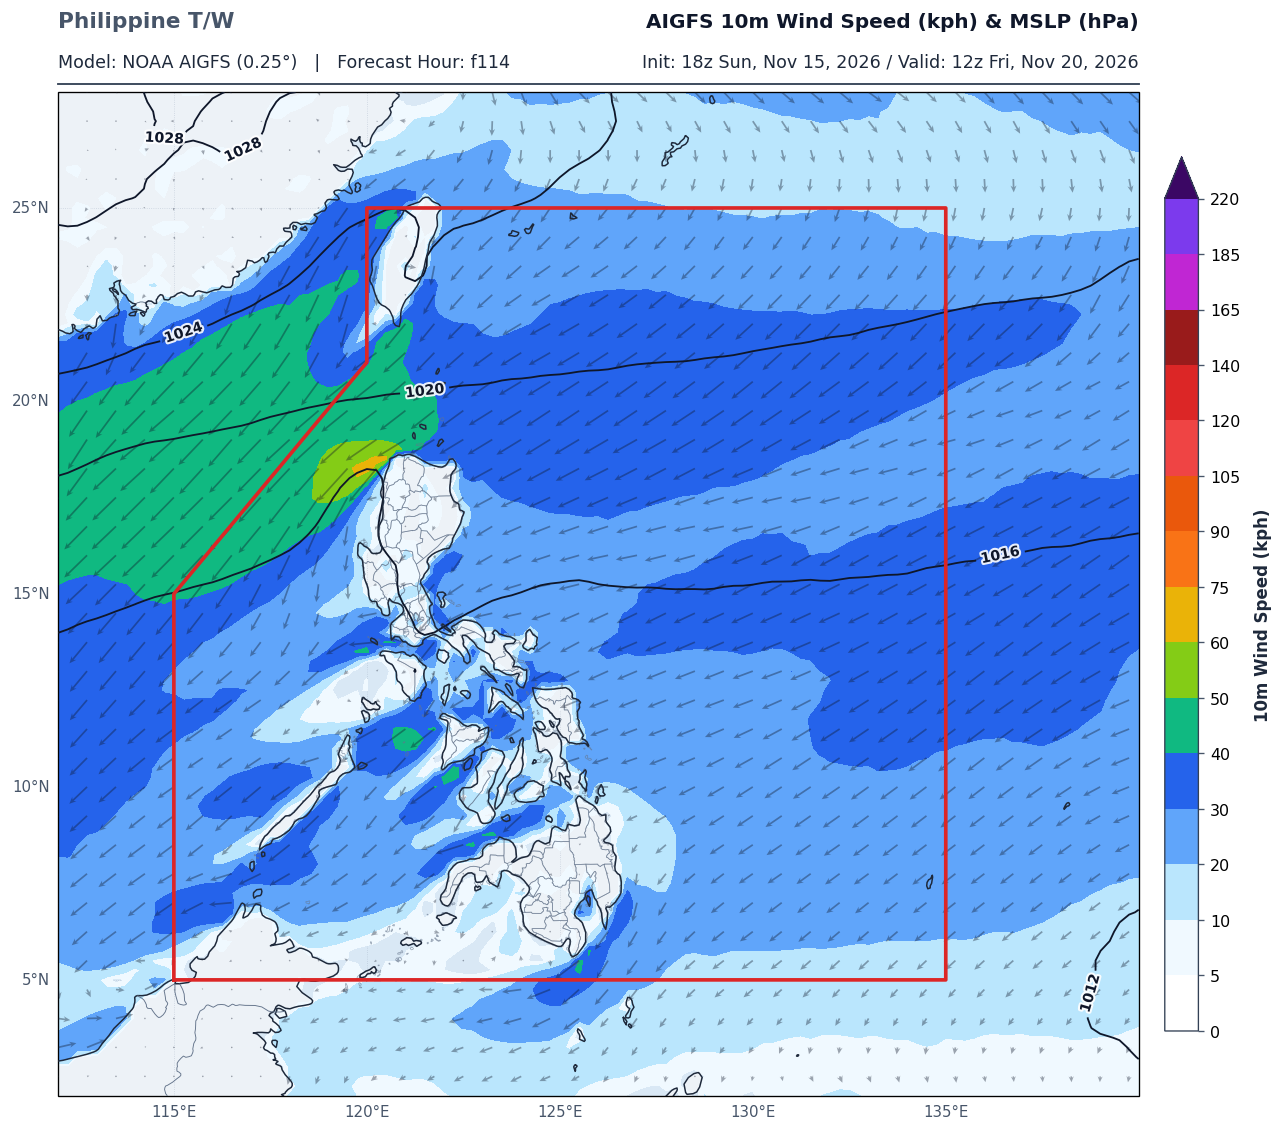 Philippine T/W
AIGFS 10m Wind Speed (kph) & MSLP (hPa)
Model: NOAA AIGFS (0.25°) | Forecast Hour: f114
Init: 18z Sun, Nov 15, 2026 / Valid: 12z Fri, Nov 20, 2026
1028
1028
1024
1020
1016
1012
25°N
20°N
15°N
10°N
5°N
115°E
120°E
125°E
130°E
135°E
220
185
165
140
120
105
90
75
60
50
40
30
20
10
5
0
10m Wind Speed (kph)